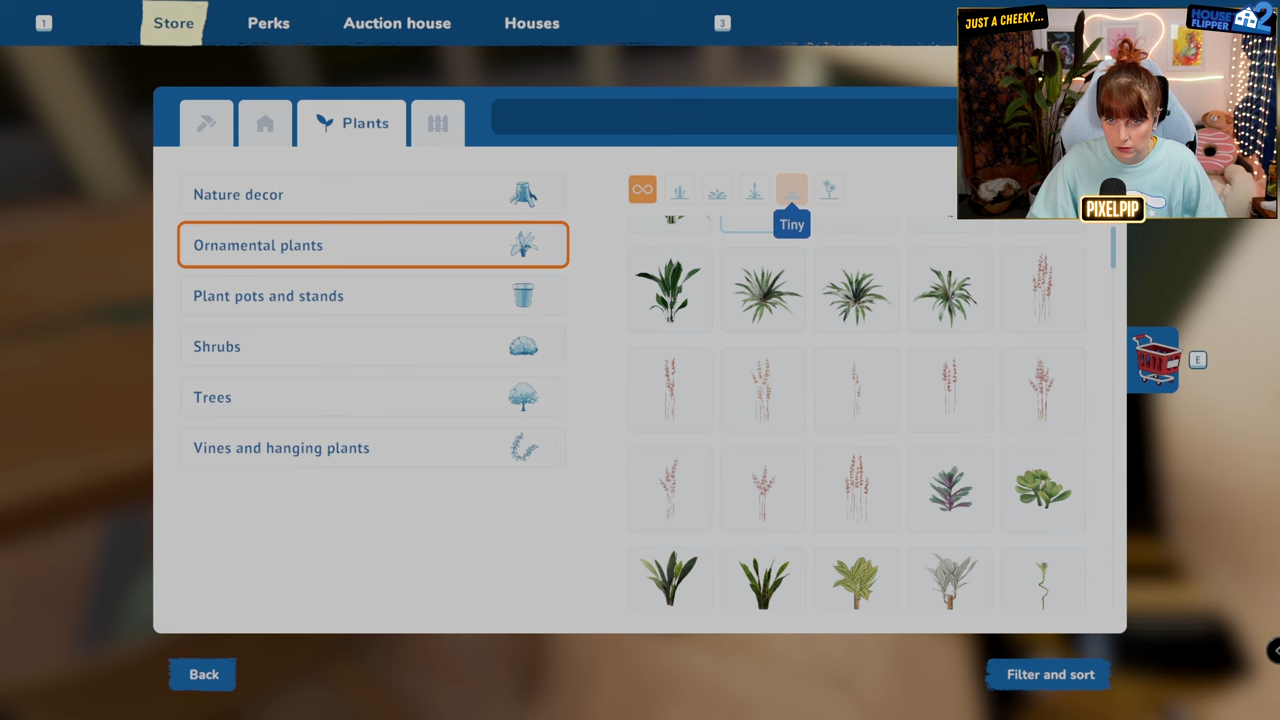 1
Store
Perks
Auction house
Houses
3
JUST A CHEEKY...
HOUSE
FLIPPER 2
PIXELPIP
Plants
Nature decor
Ornamental plants
Plant pots and stands
Shrubs
Trees
Vines and hanging plants
Tiny
E
Back
Filter and sort